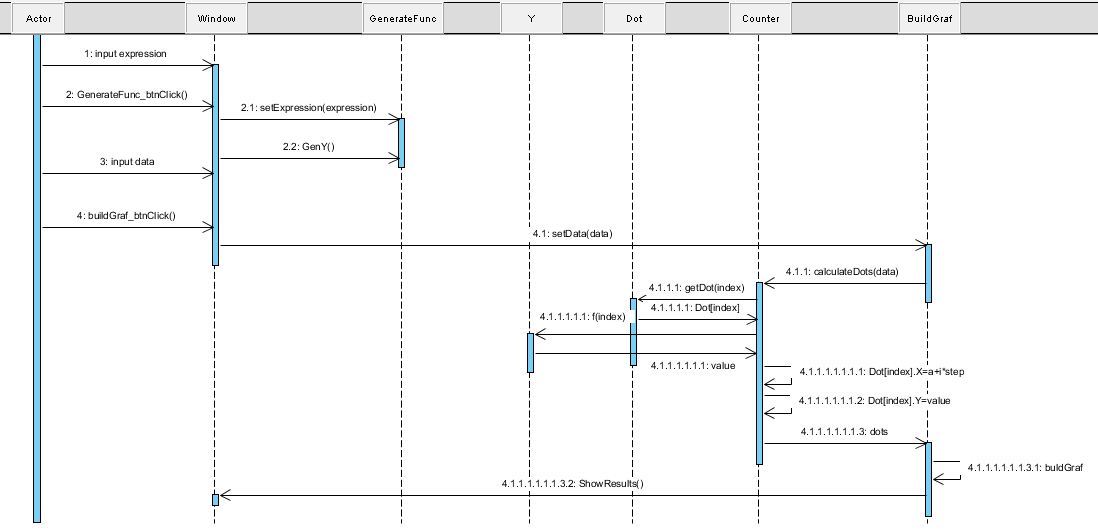 Actor
Window
GenerateFunc
Y
Dot
Counter
BuildGraf
1: input expression
2: GenerateFunc_btnClick()
2.1: setExpression(expression)
2.2: GenY()
3: input data
4: buildGraf_btnClick()
4.1: setData(data)
4.1.1: calculateDots(data)
4.1.1.1: getDot(index)
4.1.1.1.1: Dot[index]
4.1.1.1.1.1: f(index)
4.1.1.1.1.1.1: value
4.1.1.1.1.1.1.1: Dot[index].X=a+i*step
4.1.1.1.1.1.1.2: Dot[index].Y=value
4.1.1.1.1.1.1.3: dots
4.1.1.1.1.1.1.3.1: buldGraf
4.1.1.1.1.1.1.3.2: ShowResults()